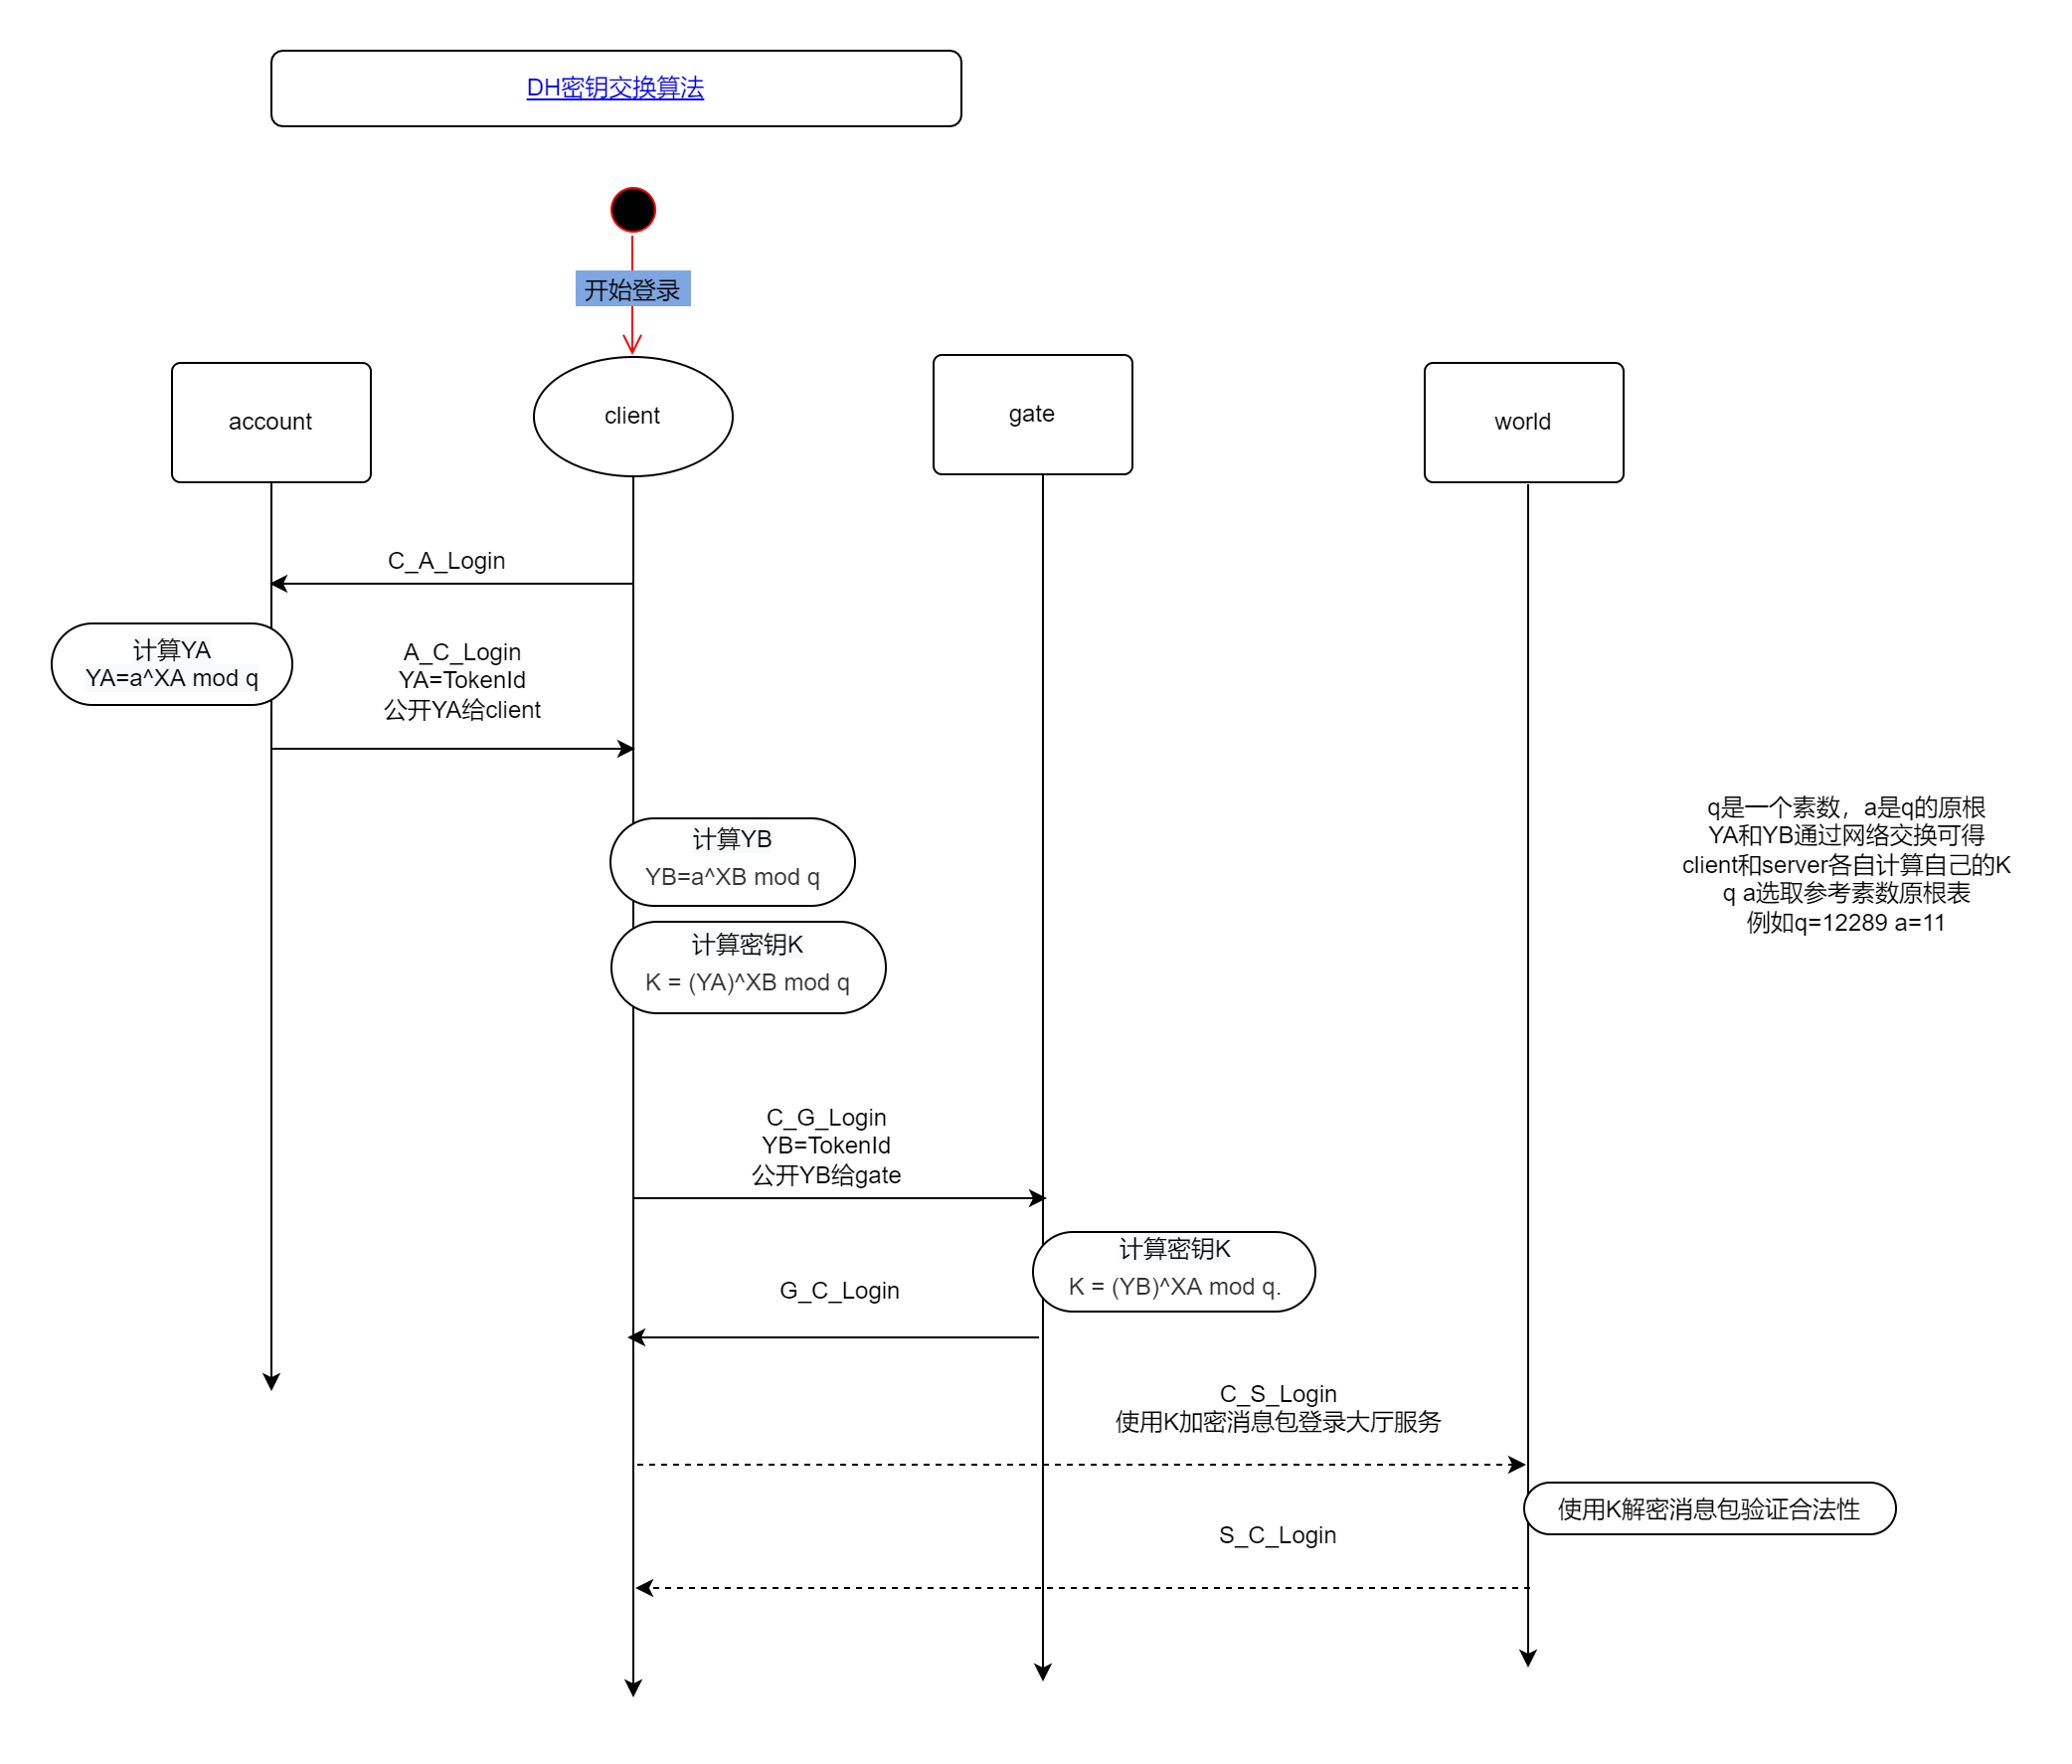 DH密钥交换算法
开始登录
account
client
gate
world
C_A_Login
计算YA
YA=a^XA mod q
A_C_Login
YA=TokenId
公开YA给client
计算YB
YB=a^XB mod q
计算密钥K
K = (YA)^XB mod q
q是一个素数，a是q的原根
YA和YB通过网络交换可得
client和server各自计算自己的K
q a选取参考素数原根表
例如q=12289 a=11
C_G_Login
YB=TokenId
公开YB给gate
计算密钥K
K = (YB)^XA mod q.
G_C_Login
C_S_Login
使用K加密消息包登录大厅服务
使用K解密消息包验证合法性
S_C_Login